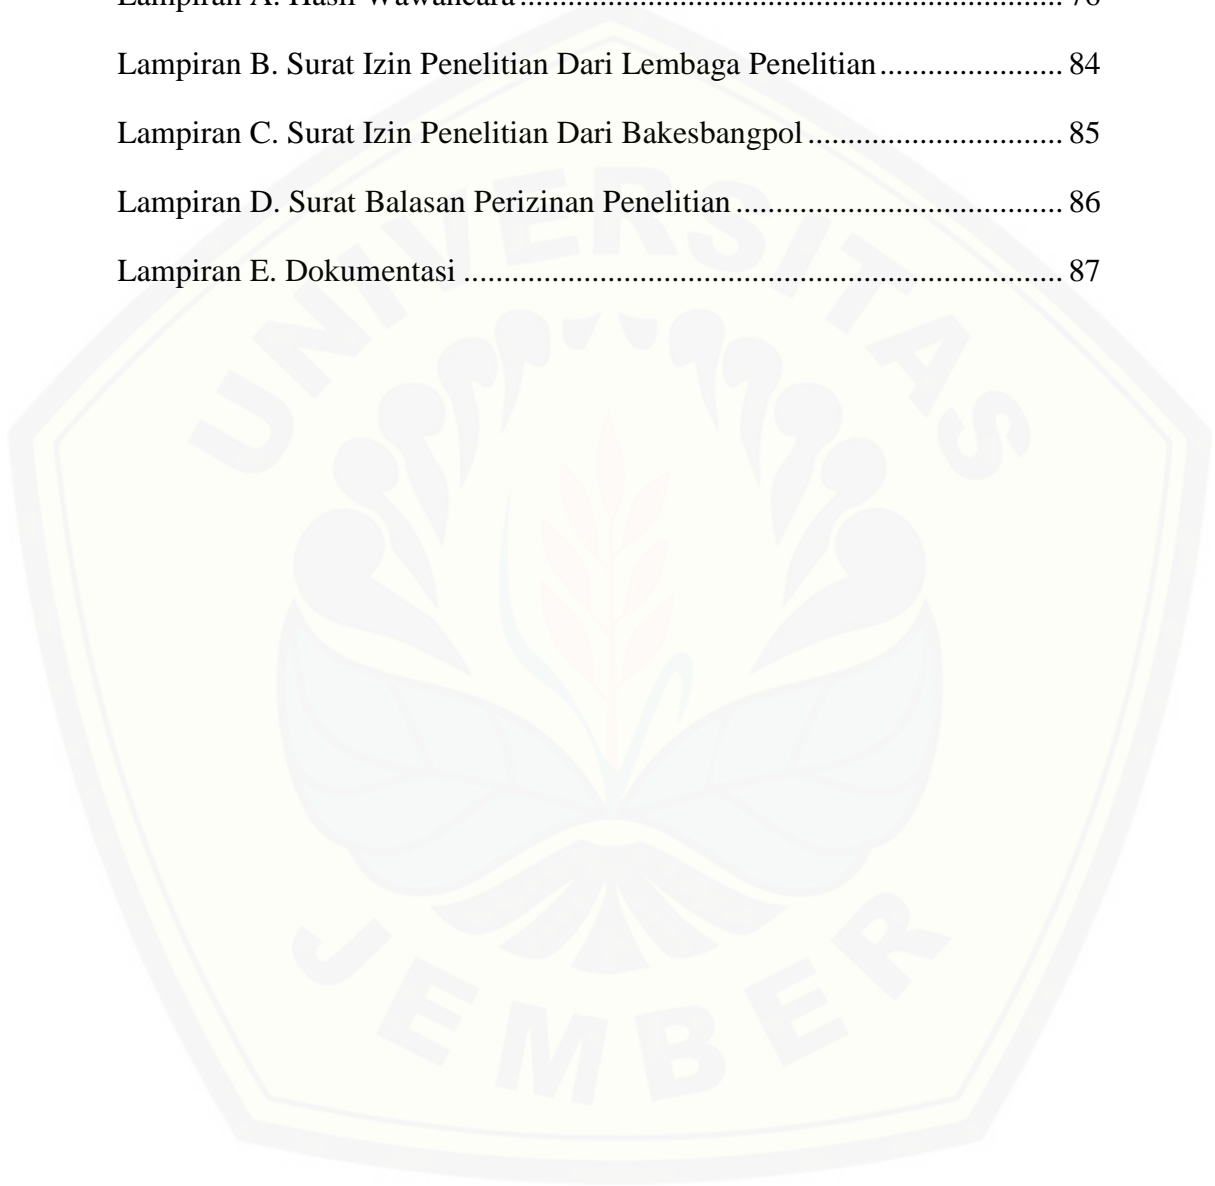 Lampiran A. Hasil Wawancara ........................................................................
Lampiran B. Surat Izin Penelitian Dari Lembaga Penitian ....................... 84
Lampiran C. Surat Izin Penelitian Dari Bakesbangpol ................................ 85
Lampiran D. Surat Balasan Perizinan Penelitian ......................................... 86
Lampiran E. Dokumentasi ........................................................................... 87
UNIVERSITAS
JEMBER